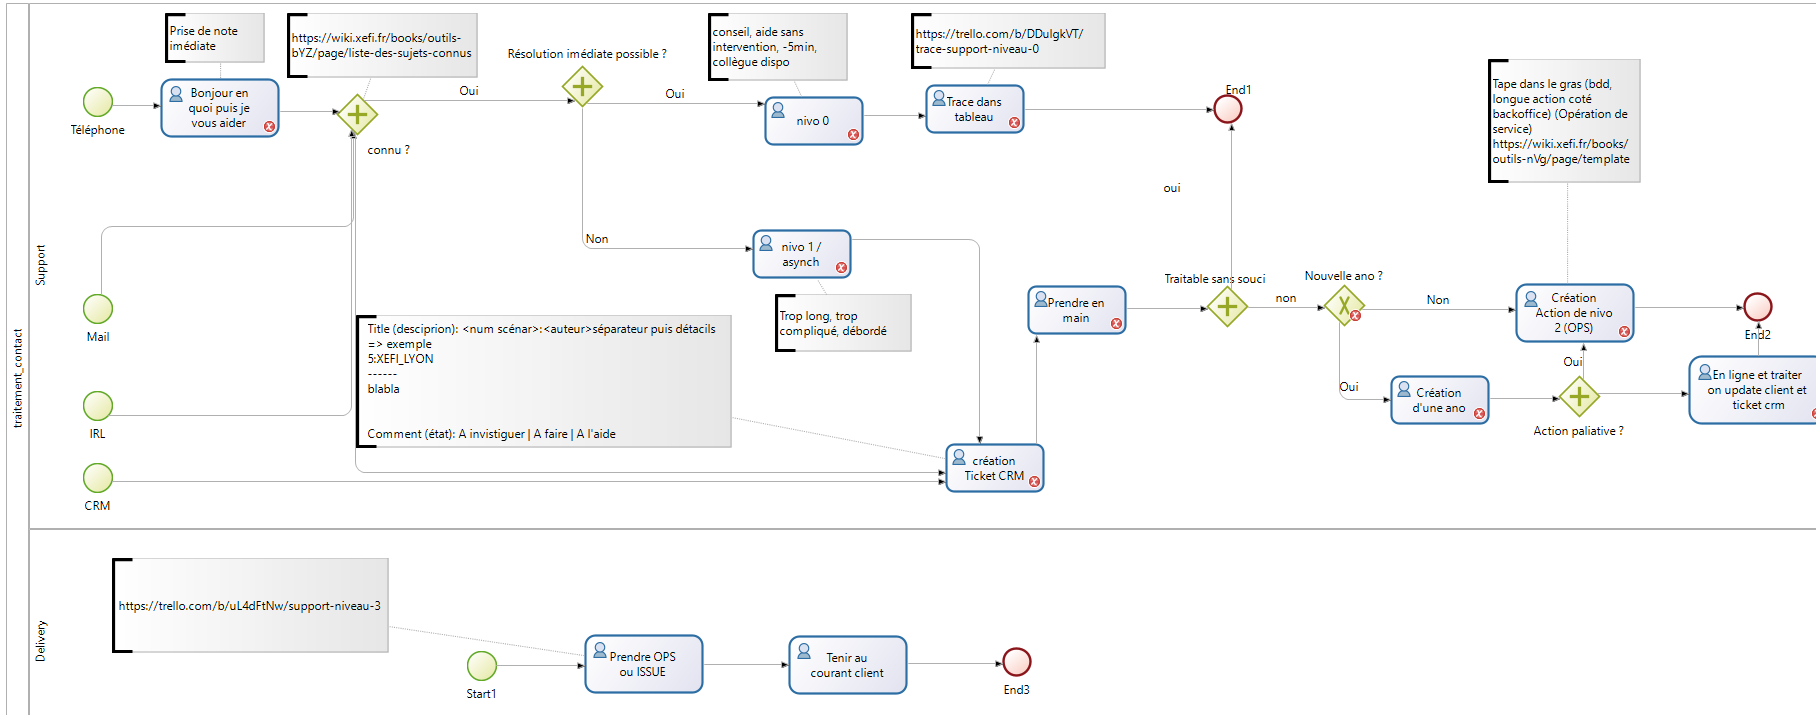 traitement_contact
Support
Prise de note
imédiate
https://wiki.xefi.fr/books/outils-
bYZ/page/liste-des-sujets-connus
Téléphone
Bonjour en
quoi puis je
vous aider
connu ?
Oui
Résolution imédiate possible ?
Oui
Non
conseil, aide sans
intervention, -5min,
collègue dispo
nivo 0
https://trello.com/b/DDulgkVT/
trace-support-niveau-0
Trace dans
tableau
End1
oui
Mail
nivo 1 /
asynch
Trop long, trop
compliqué, débordé
IRL
CRM
Title (desciprion): <num scénar>:<auteur>séparateur puis détacils
=> exemple
5:XEFI_LYON
------
blabla
Comment (état): A invistiguer | A faire | A l'aide
création
Ticket CRM
Prendre en
main
Traitable sans souci
non
Nouvelle ano ?
Non
Oui
Tape dans le gras (bdd,
longue action coté
backoffice) (Opération de
service)
https://wiki.xefi.fr/books/
outils-nVg/page/template
Création
Action de nivo
2 (OPS)
End2
Création
d'une ano
Oui
Action paliative ?
En ligne et traiter
on update client et
ticket crm
Delivery
https://trello.com/b/uL4dFtNw/support-niveau-3
Start1
Prendre OPS
ou ISSUE
Tenir au
courant client
End3